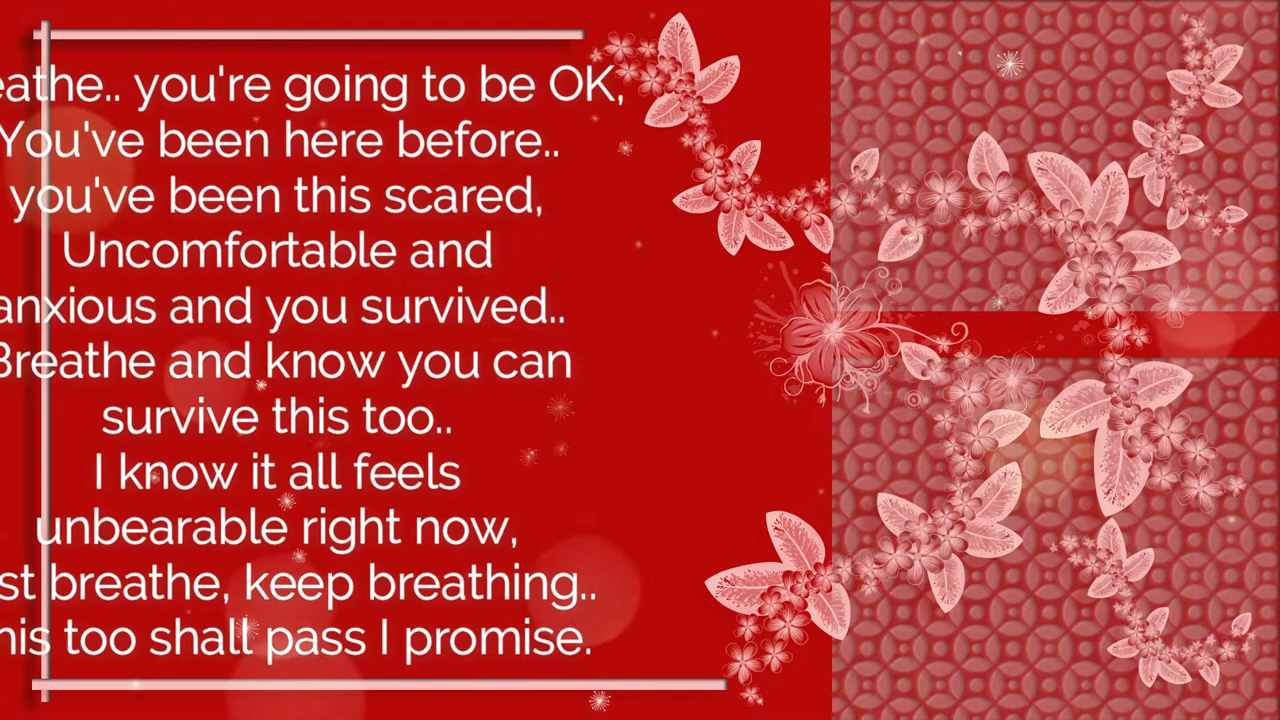 eathe.. you're going to be OK,
You've been here before..
you've been this scared,
Uncomfortable and
anxious and you survived..
Breathe and know you can
survive this too..
I know it all feels
unbearable right now,
st breathe, keep breathing..
his too shall pass I promise.